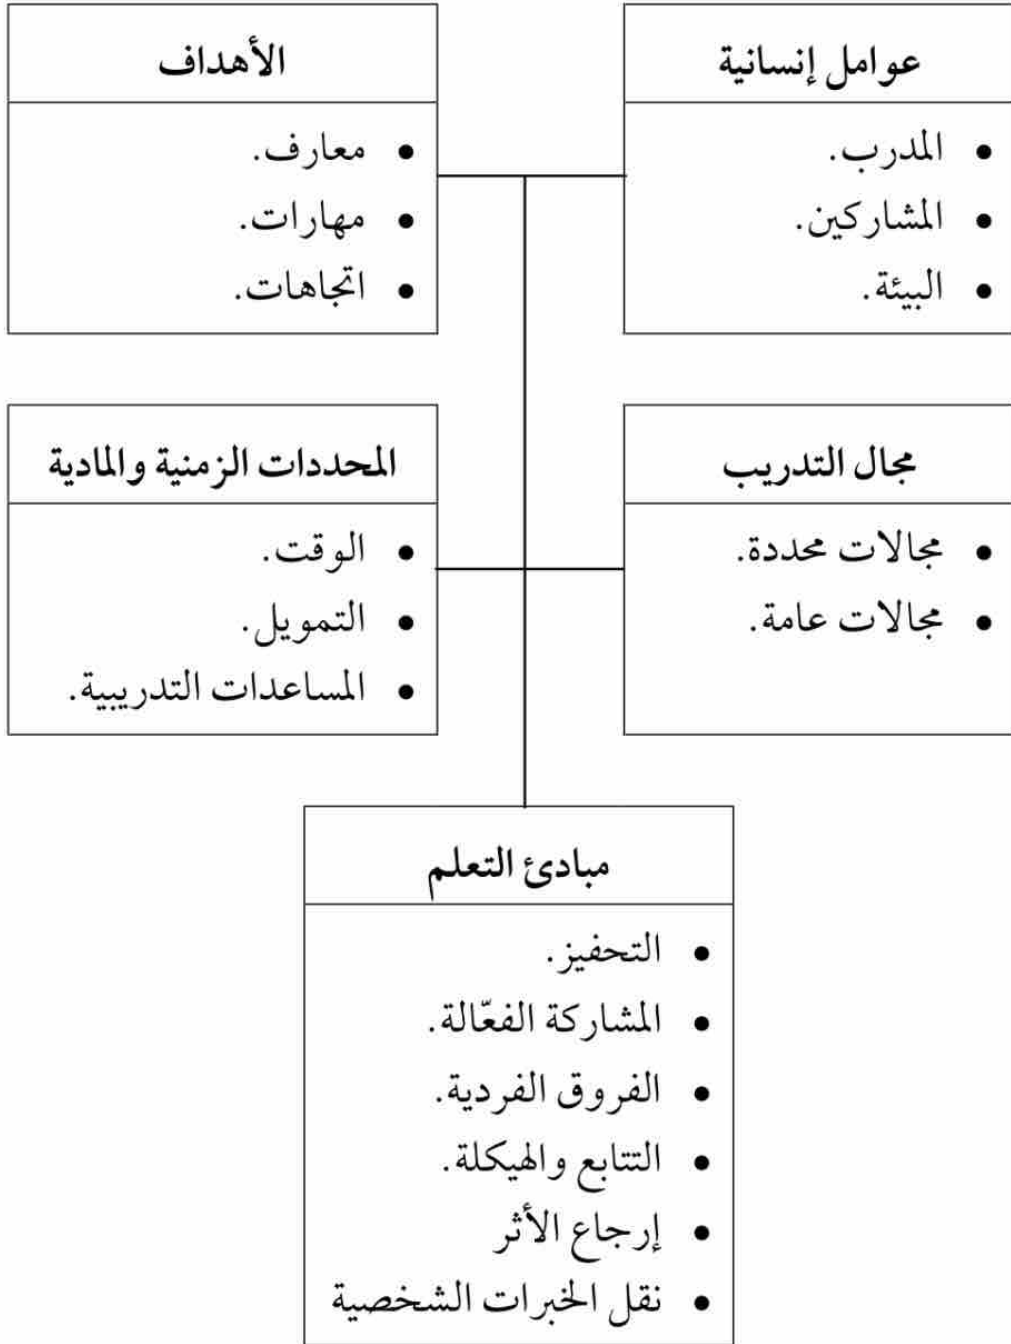 عوامل إنسانية
• المدرب.
• المشاركين.
• البيئة.
الأهداف
• معارف.
• مهارات.
• اتجاهات.
مجال التدريب
• مجالات محددة.
• مجالات عامة.
المحددات الزمنية والمادية
• الوقت.
• التمويل.
• المساعدات التدريبية.
مبادئ التعلم
• التحفيز.
• المشاركة الفعّالة.
• الفروق الفردية.
• التتابع والهيكلة.
• إرجاع الأثر
• نقل الخبرات الشخصية